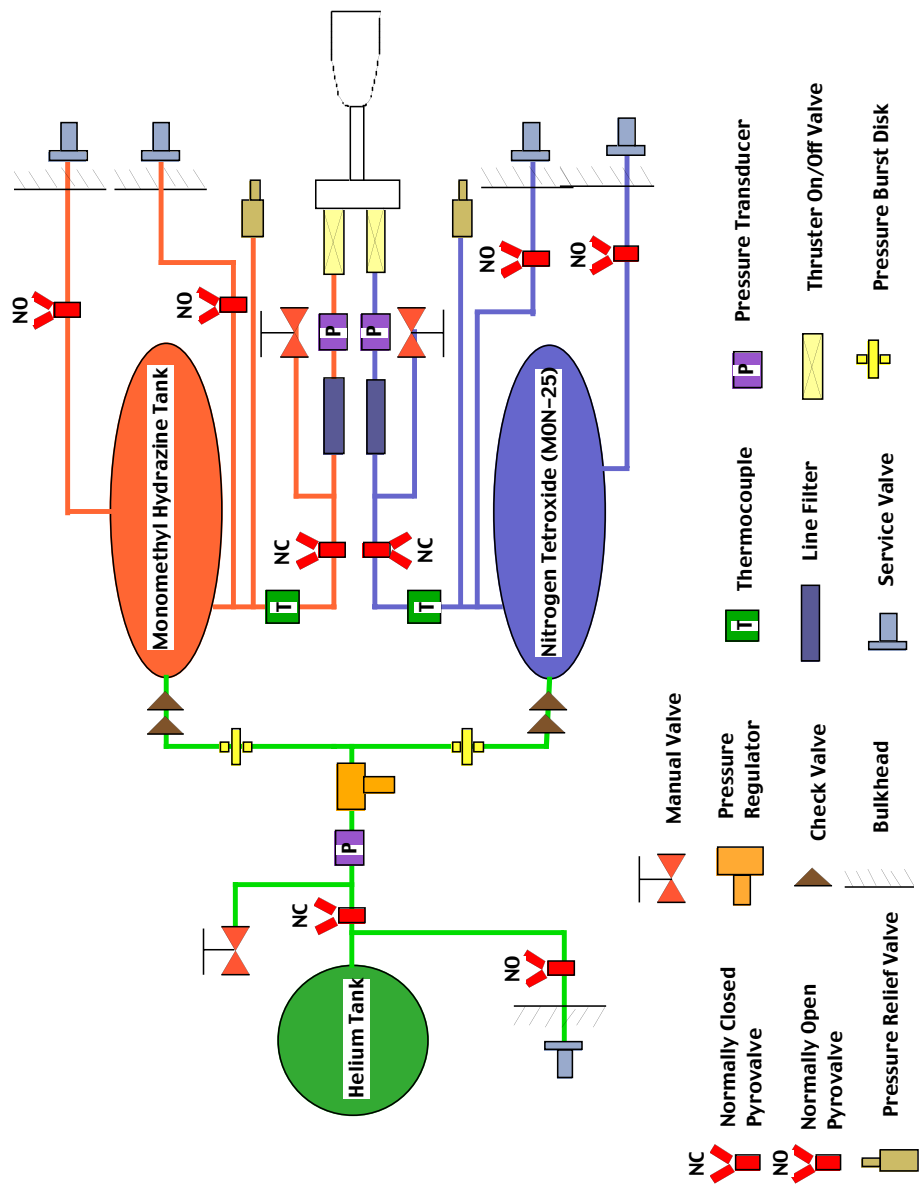 NO
NO
Monomethyl Hydrazine Tank
T
NC
P
P
NC
T
Nitrogen Tetroxide (MON-25)
NO
NO
NC
P
Helium Tank
NO
NC
Normally Closed
Pyrovalve
NO
Normally Open
Pyrovalve
Pressure Relief Valve
Manual Valve
Pressure
Regulator
Check Valve
Bulkhead
T
Thermocouple
Line Filter
Service Valve
P
Pressure Transducer
Thruster On/Off Valve
Pressure Burst Disk